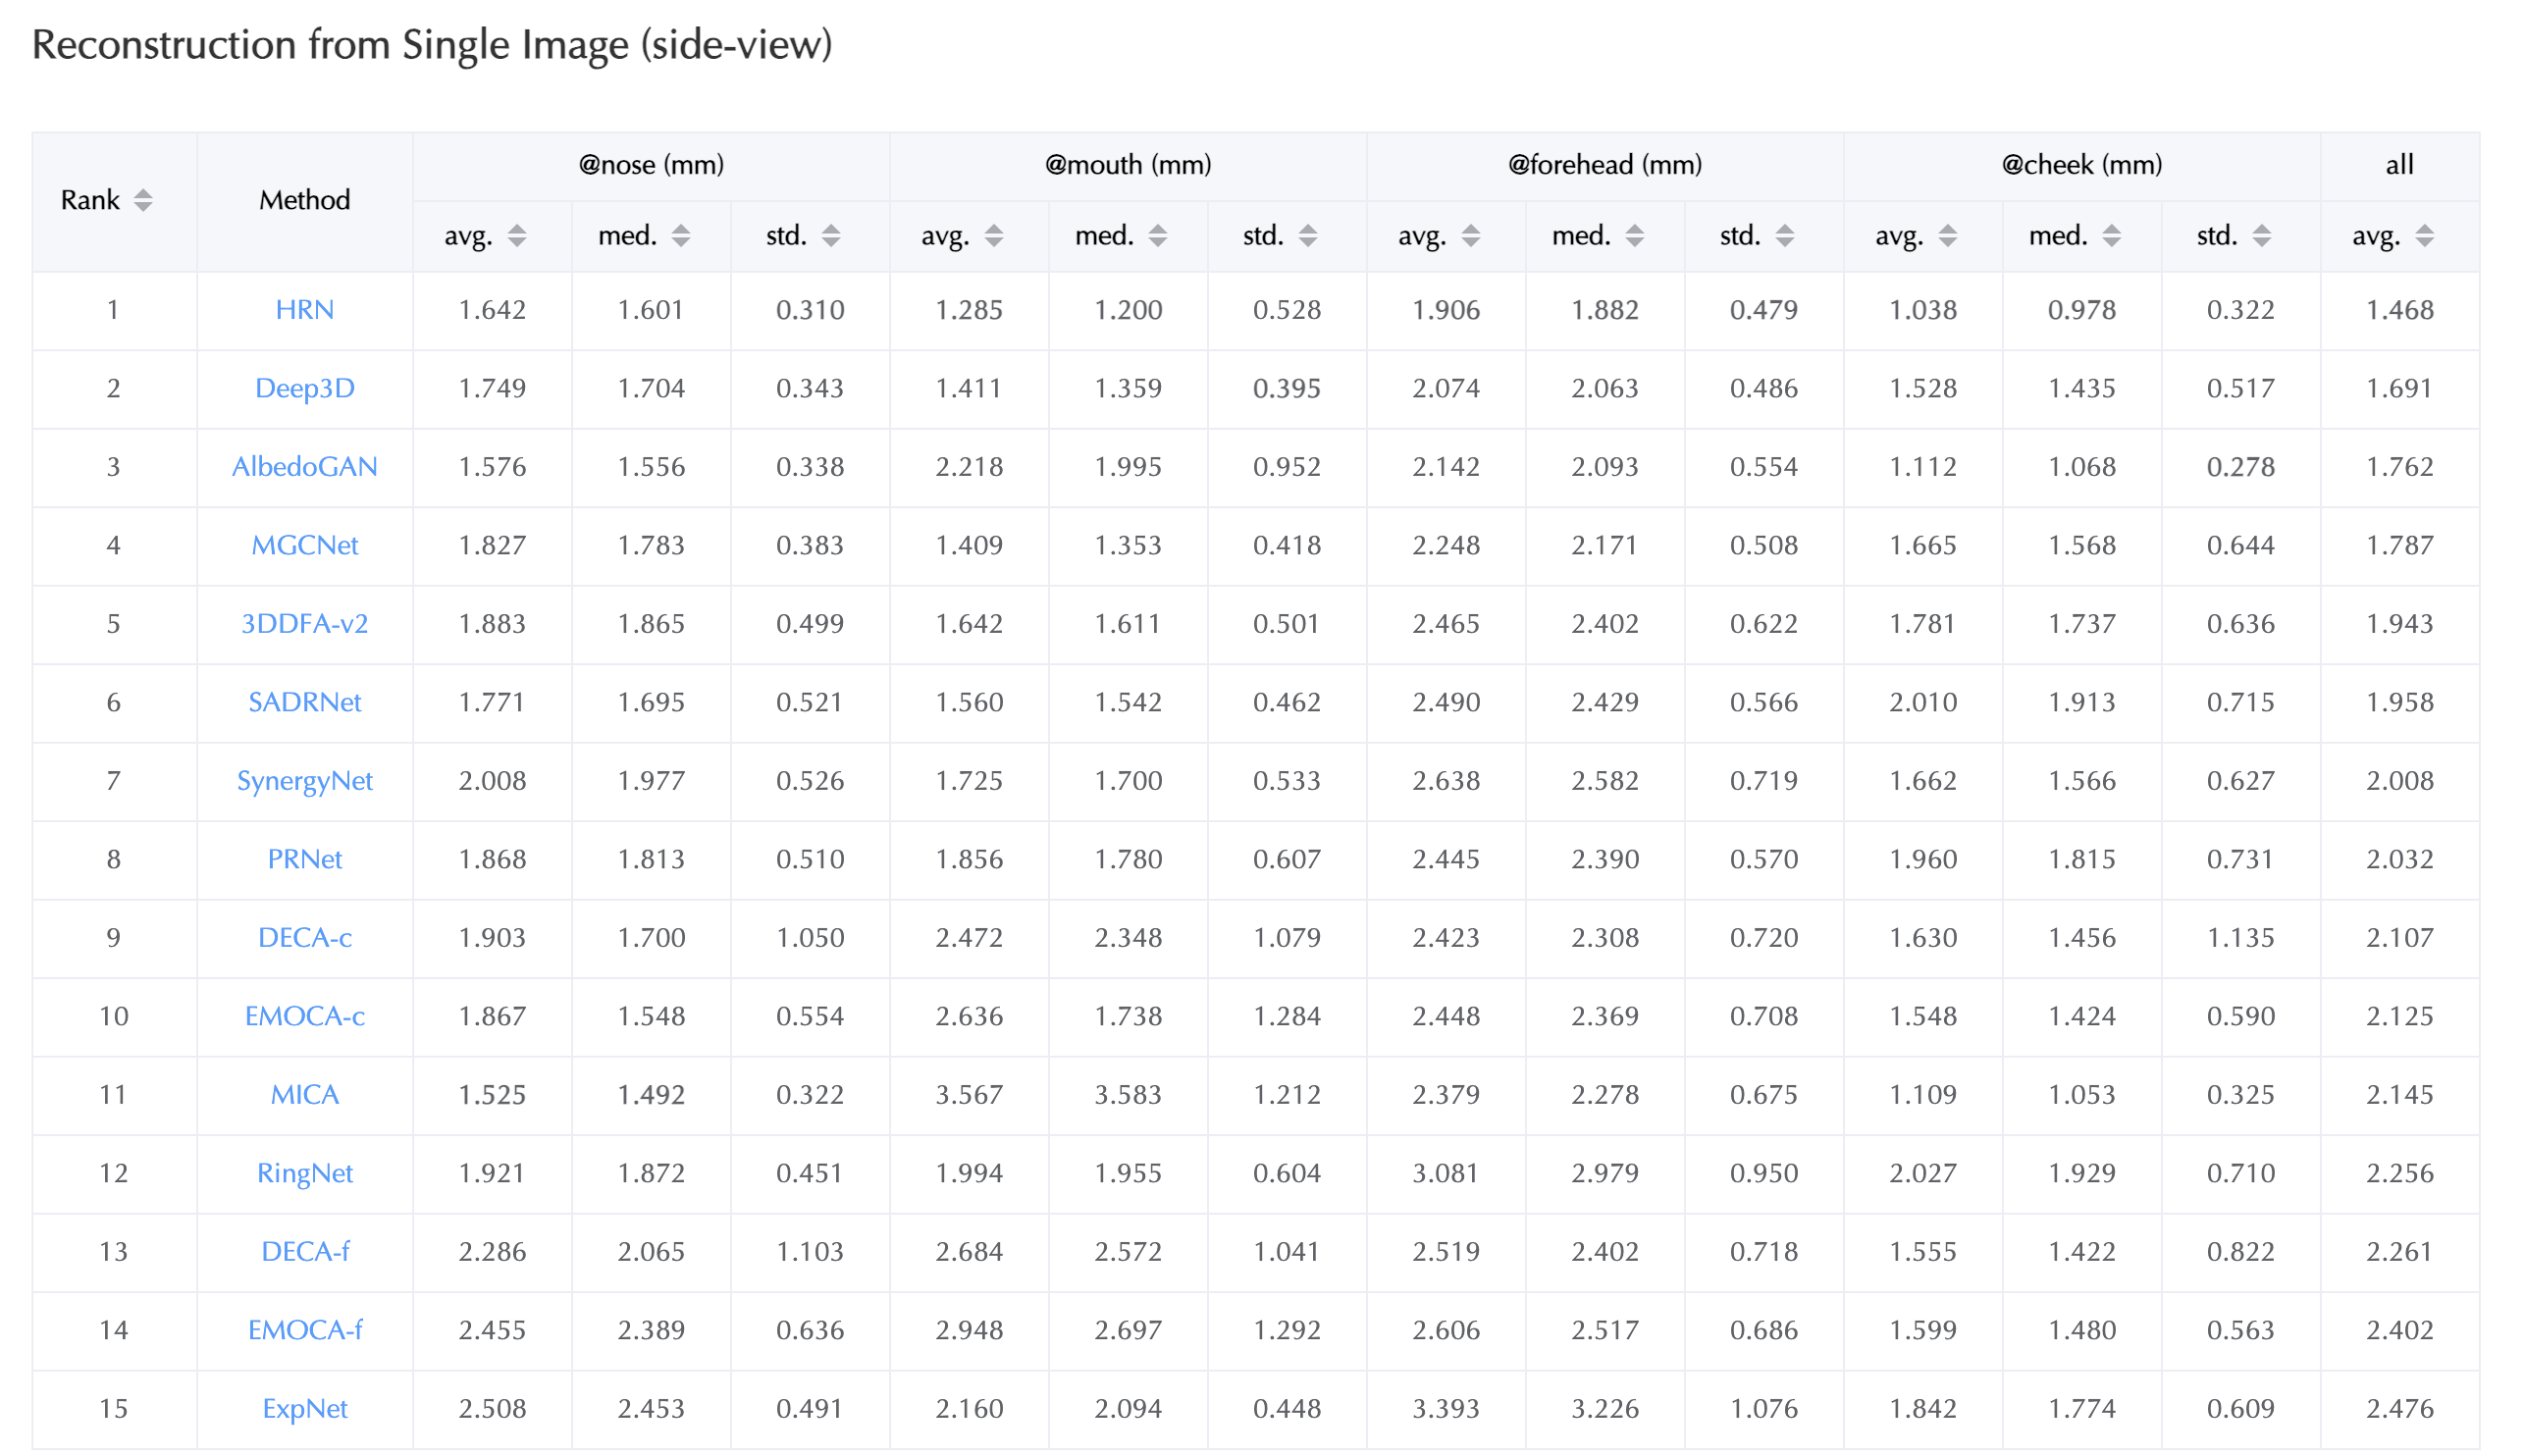 Reconstruction from Single Image (side-view)
Rank Method @nose (mm) @mouth (mm) @forehead (mm) @cheek (mm) all
avg. med. std. avg. med. std. avg. med. std. avg. med. std. avg.
1 HRN 1.642 1.601 0.310 1.285 1.200 0.528 1.906 1.882 0.479 1.038 0.978 0.322 1.468
2 Deep3D 1.749 1.704 0.343 1.411 1.359 0.395 2.074 2.063 0.486 1.528 1.435 0.517 1.691
3 AlbedoGAN 1.576 1.556 0.338 2.218 1.995 0.952 2.142 2.093 0.554 1.112 1.068 0.278 1.762
4 MGCNet 1.827 1.783 0.383 1.409 1.353 0.418 2.248 2.171 0.508 1.665 1.568 0.644 1.787
5 3DDFA-v2 1.883 1.865 0.499 1.642 1.611 0.501 2.465 2.402 0.622 1.781 1.737 0.636 1.943
6 SADRNet 1.771 1.695 0.521 1.560 1.542 0.462 2.490 2.429 0.566 2.010 1.913 0.715 1.958
7 SynergyNet 2.008 1.977 0.526 1.725 1.700 0.533 2.638 2.582 0.719 1.662 1.566 0.627 2.008
8 PRNet 1.868 1.813 0.510 1.856 1.780 0.607 2.445 2.390 0.570 1.960 1.815 0.731 2.032
9 DECA-c 1.903 1.700 1.050 2.472 2.348 1.079 2.423 2.308 0.720 1.630 1.456 1.135 2.107
10 EMOCA-c 1.867 1.548 0.554 2.636 1.738 1.284 2.448 2.369 0.708 1.548 1.424 0.590 2.125
11 MICA 1.525 1.492 0.322 3.567 3.583 1.212 2.379 2.278 0.675 1.109 1.053 0.325 2.145
12 RingNet 1.921 1.872 0.451 1.994 1.955 0.604 3.081 2.979 0.950 2.027 1.929 0.710 2.256
13 DECA-f 2.286 2.065 1.103 2.684 2.572 1.041 2.519 2.402 0.718 1.555 1.422 0.822 2.261
14 EMOCA-f 2.455 2.389 0.636 2.948 2.697 1.292 2.606 2.517 0.686 1.599 1.480 0.563 2.402
15 ExpNet 2.508 2.453 0.491 2.160 2.094 0.448 3.393 3.226 1.076 1.842 1.774 0.609 2.476